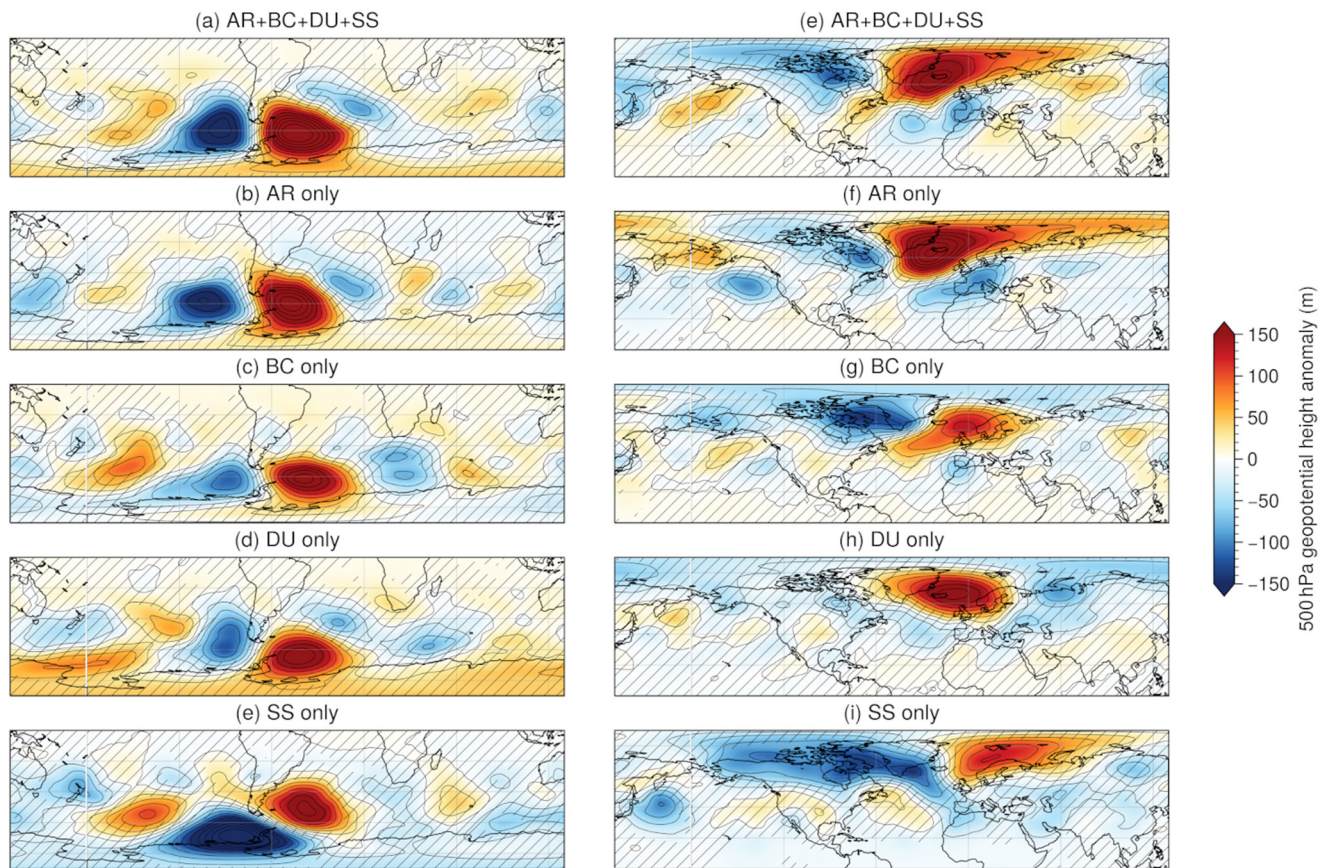 (a) AR+BC+DU+SS
(b) AR only
(c) BC only
(d) DU only
(e) SS only
(e) AR+BC+DU+SS
(f) AR only
(g) BC only
(h) DU only
(i) SS only
150
100
50
0
−50
−100
−150
500 hPa geopotential height anomaly (m)